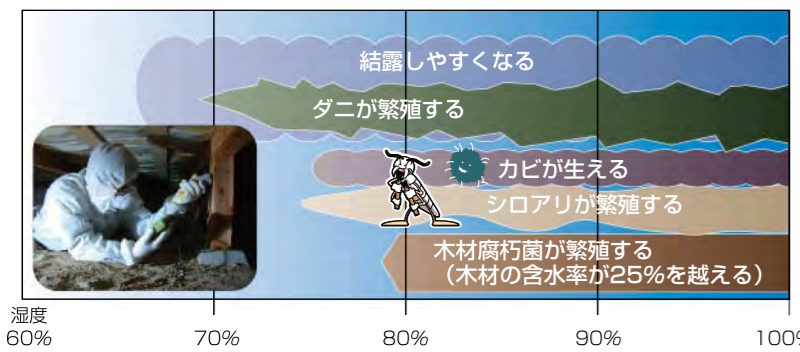 結露しやすくなる
ダニが繁殖する
カビが生える
シロアリが繁殖する
木材腐朽菌が繁殖する
（木材の含水率が25%を越える）
湿度
60% 70% 80% 90% 100%